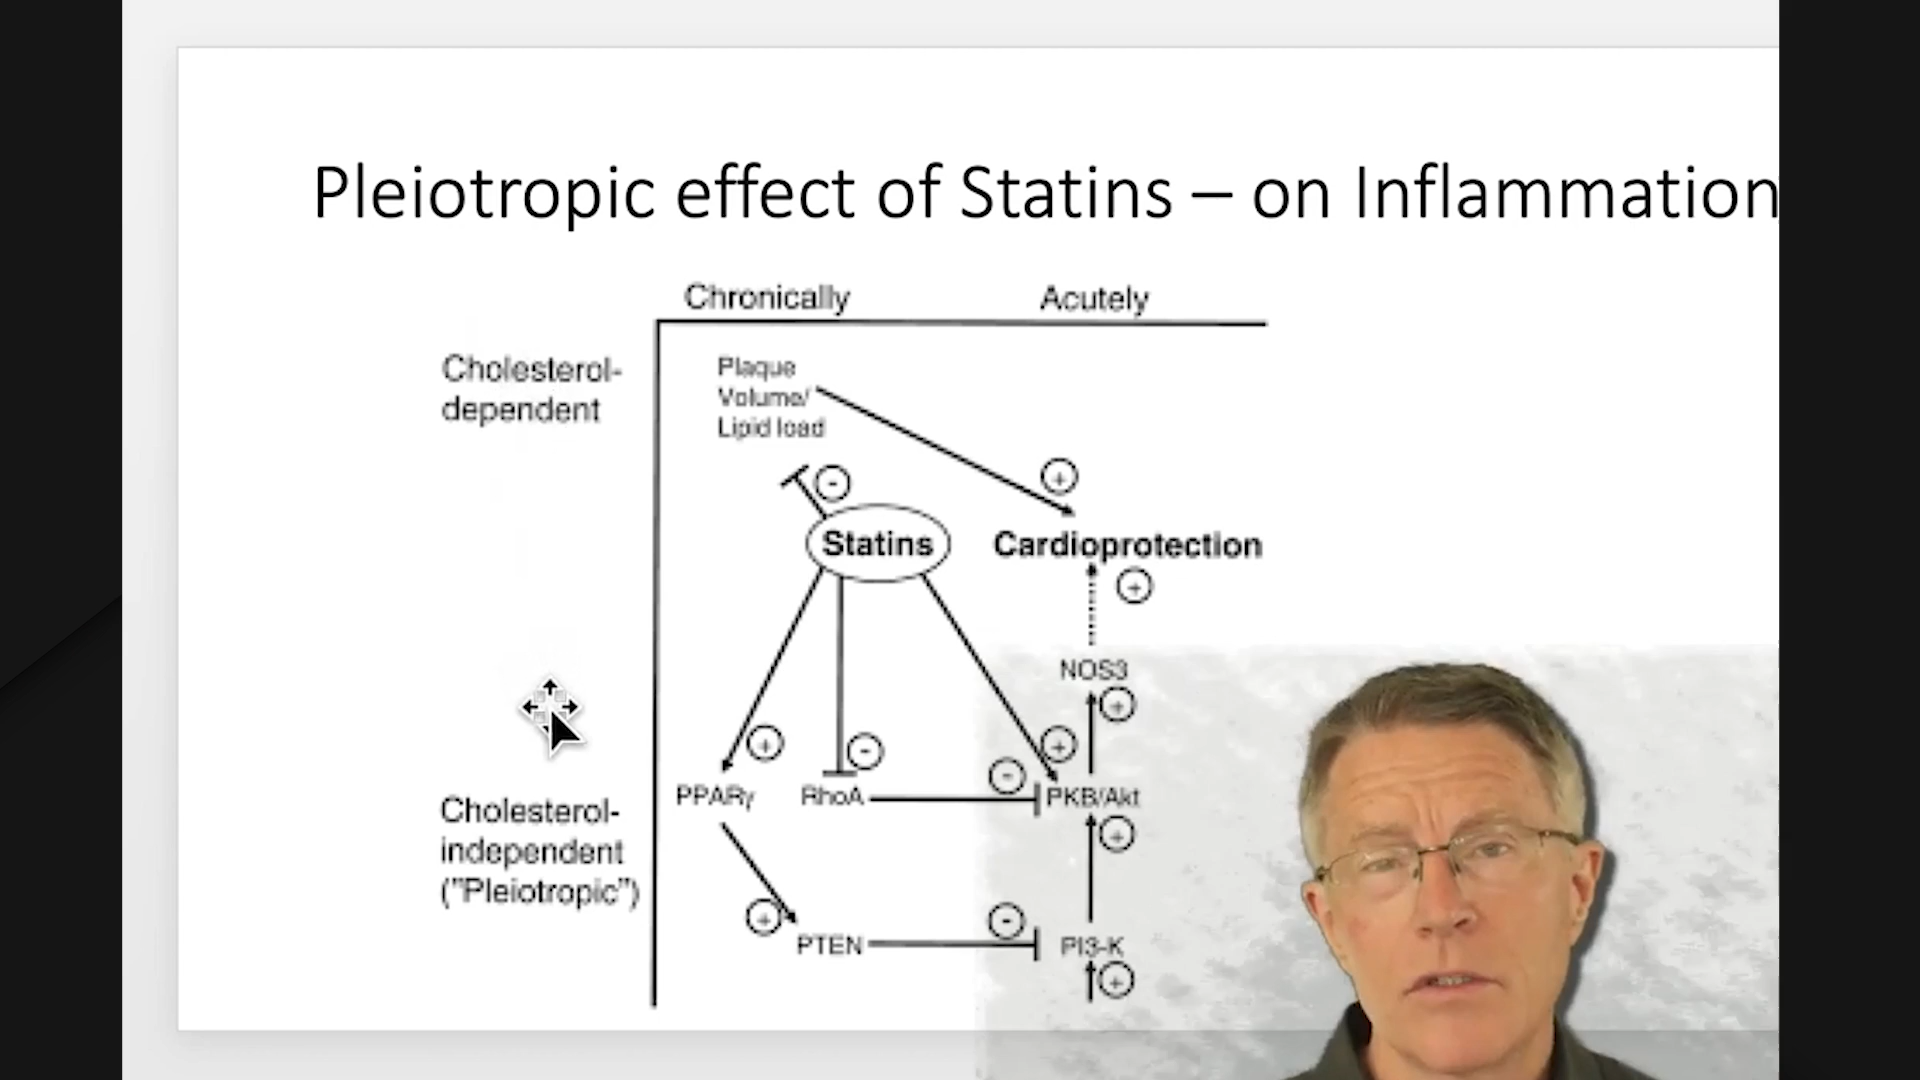 Pleiotropic effect of Statins – on Inflammation
Chronically
Acutely
Cholesterol-
dependent
Plaque
Volume/
Lipid load
-
+
Statins
Cardioprotection
+
NOS3
+
+
-
+
-
PPARγ
RhoA
PKB/Akt
+
Cholesterol-
independent
("Pleiotropic")
+
-
PTEN
PI3-K
+